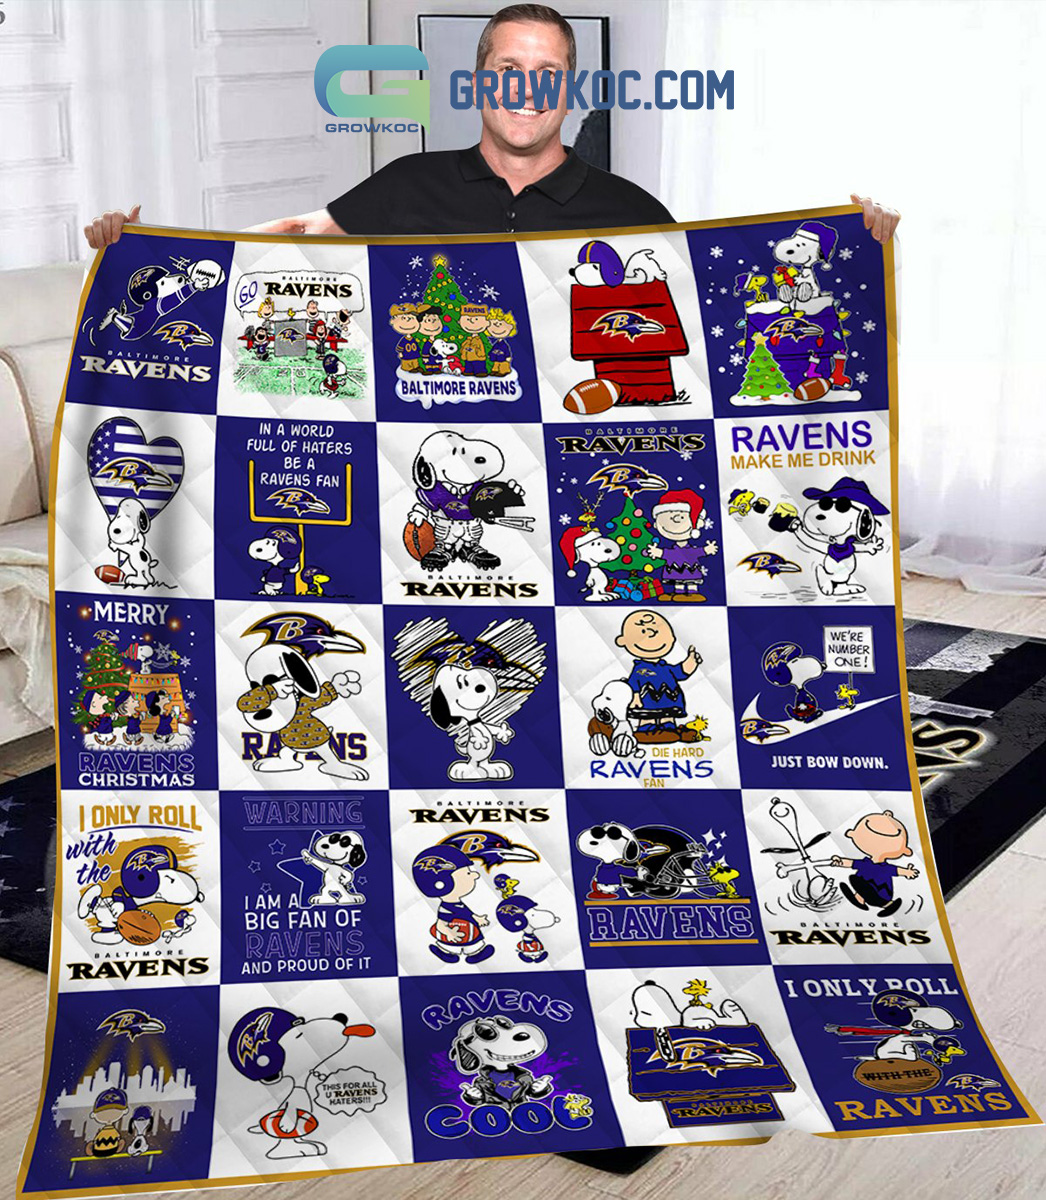 GROWKOC.COM
GROWKOC
BALTIMORE
RAVENS
GO
BALTIMORE
RAVENS
RAVENS
00
BALTIMORE RAVENS
IN A WORLD
FULL OF HATERS
BE A
RAVENS FAN
BALTIMORE
RAVENS
BALTIMORE
RAVENS
RAVENS
MAKE ME DRINK
MERRY
RAVENS
CHRISTMAS
RA NS
DIE HARD
RAVENS
FAN
WE'RE
NUMBER
ONE!
JUST BOW DOWN.
I ONLY ROLL
with
the
BALTIMORE
RAVENS
WARNING
I AM A
BIG FAN OF
RAVENS
AND PROUD OF IT
BALTIMORE
RAVENS
RAVENS
BALTIMORE
RAVENS
THIS FOR ALL
U RAVENS
HATERS!!!
RAVENS
COOL
BALTIMORE
RAVENS
I ONLY ROLL
WITH THE
RAVENS